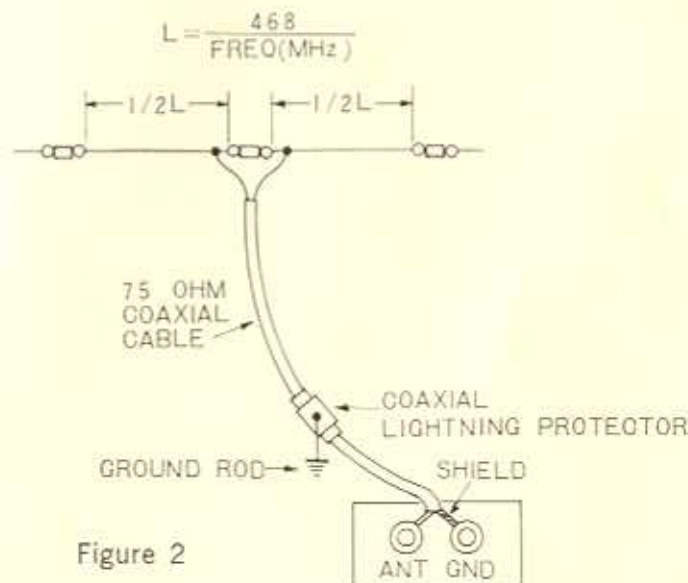 L = 468 / FREQ(MHz)
1/2L 1/2L
75 OHM
COAXIAL
CABLE
COAXIAL
LIGHTNING PROTECTOR
GROUND ROD
SHIELD
ANT GND
Figure 2